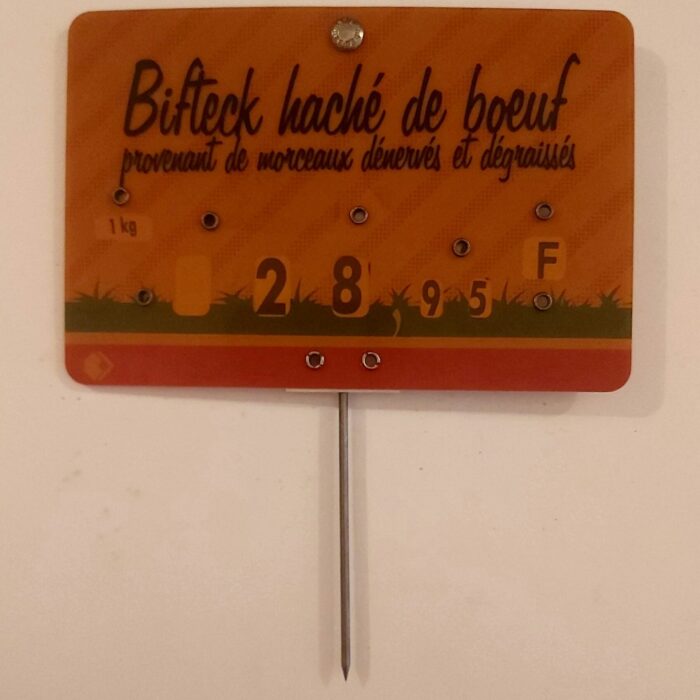 Bifteck haché de boeuf
provenant de morceaux dénervés et dégraissés
1 kg
28 95 F